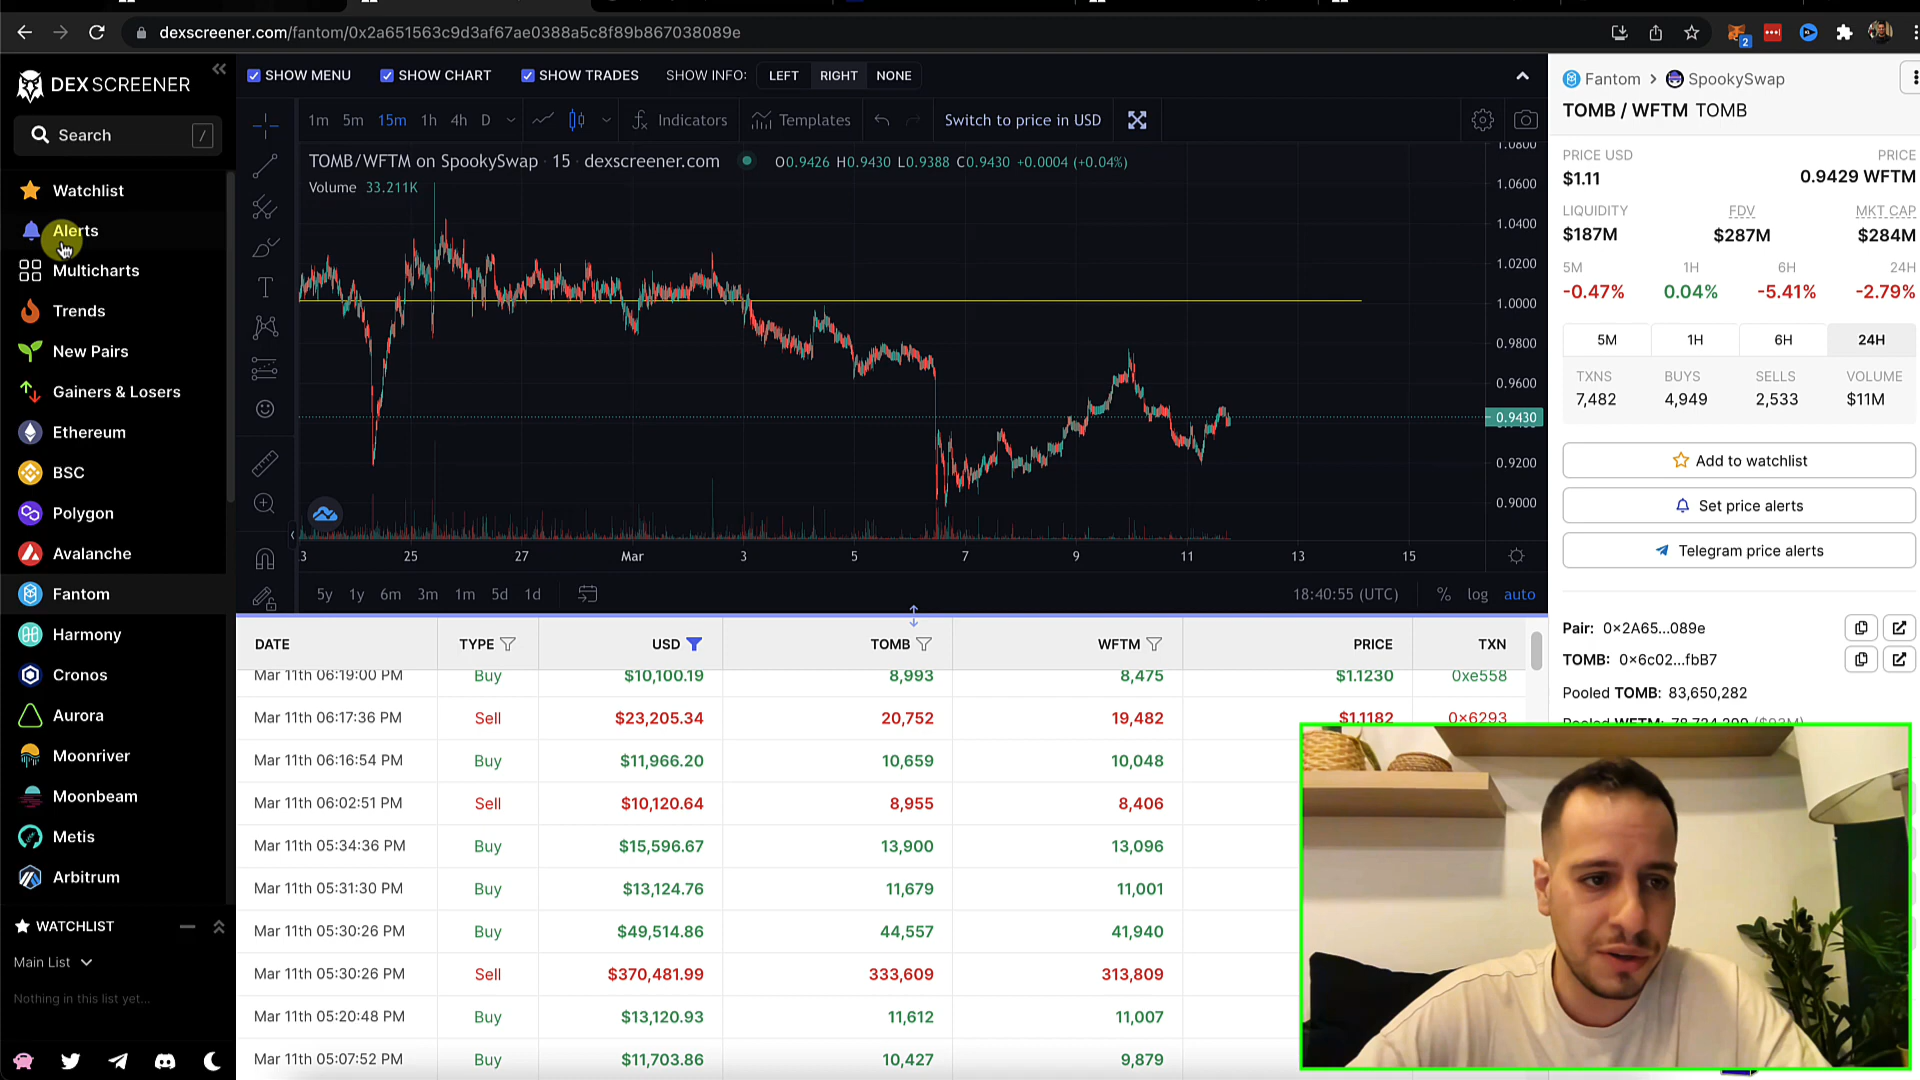 dexscreener.com/fantom/0x2a651563c9d3af67ae0388a5c8f89b867038089e
2
DEX SCREENER
Search
/
Watchlist
Alerts
Multicharts
Trends
New Pairs
Gainers & Losers
Ethereum
BSC
Polygon
Avalanche
Fantom
Harmony
Cronos
Aurora
Moonriver
Moonbeam
Metis
Arbitrum
WATCHLIST
Main List
Nothing in this list yet...
SHOW MENU SHOW CHART SHOW TRADES SHOW INFO: LEFT RIGHT NONE
1m 5m 15m 1h 4h D Indicators Templates Switch to price in USD
TOMB/WFTM on SpookySwap · 15 · dexscreener.com O0.9426 H0.9430 L0.9388 C0.9430 +0.0004 (+0.04%)
Volume 33.211K
1.0800
1.0600
1.0400
1.0200
1.0000
0.9800
0.9600
0.9430
0.9200
0.9000
3 25 27 Mar 3 5 7 9 11 13 15
5y 1y 6m 3m 1m 5d 1d 18:40:55 (UTC) % log auto
DATE TYPE USD TOMB WFTM PRICE TXN
Mar 11th 06:19:00 PM Buy $10,100.19 8,993 8,475 $1.1230 0xe558
Mar 11th 06:17:36 PM Sell $23,205.34 20,752 19,482 $1.1182 0x6293
Mar 11th 06:16:54 PM Buy $11,966.20 10,659 10,048
Mar 11th 06:02:51 PM Sell $10,120.64 8,955 8,406
Mar 11th 05:34:36 PM Buy $15,596.67 13,900 13,096
Mar 11th 05:31:30 PM Buy $13,124.76 11,679 11,001
Mar 11th 05:30:26 PM Buy $49,514.86 44,557 41,940
Mar 11th 05:30:26 PM Sell $370,481.99 333,609 313,809
Mar 11th 05:20:48 PM Buy $13,120.93 11,612 11,007
Mar 11th 05:07:52 PM Buy $11,703.86 10,427 9,879
Fantom > SpookySwap
TOMB / WFTM TOMB
PRICE USD PRICE
$1.11 0.9429 WFTM
LIQUIDITY FDV MKT CAP
$187M $287M $284M
5M 1H 6H 24H
-0.47% 0.04% -5.41% -2.79%
5M 1H 6H 24H
TXNS BUYS SELLS VOLUME
7,482 4,949 2,533 $11M
Add to watchlist
Set price alerts
Telegram price alerts
Pair: 0x2A65...089e
TOMB: 0x6c02...fbB7
Pooled TOMB: 83,650,282
Pooled WFTM: